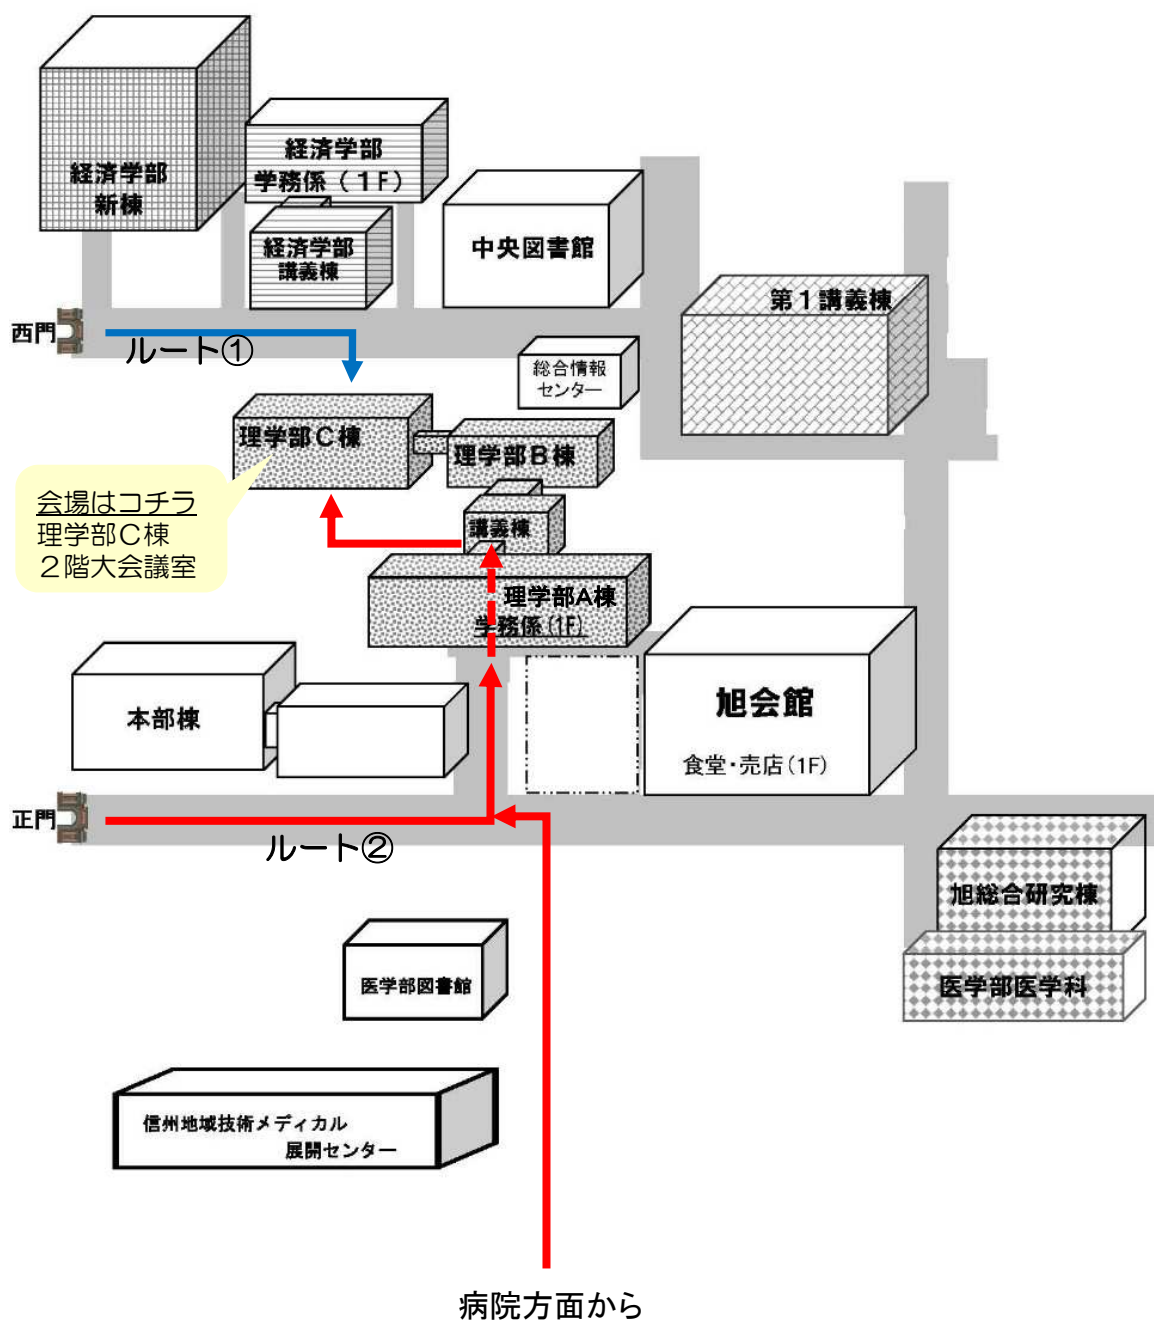 経済学部
新棟
経済学部
学務係(1F)
経済学部
講義棟
中央図書館
第1講義棟
西門
ルート①
総合情報
センター
理学部C棟
理学部B棟
会場はコチラ
理学部C棟
2階大会議室
講義棟
理学部A棟
学務係(1F)
本部棟
旭会館
食堂・売店(1F)
正門
ルート②
旭総合研究棟
医学部医学科
医学部図書館
信州地域技術メディカル
展開センター
病院方面から